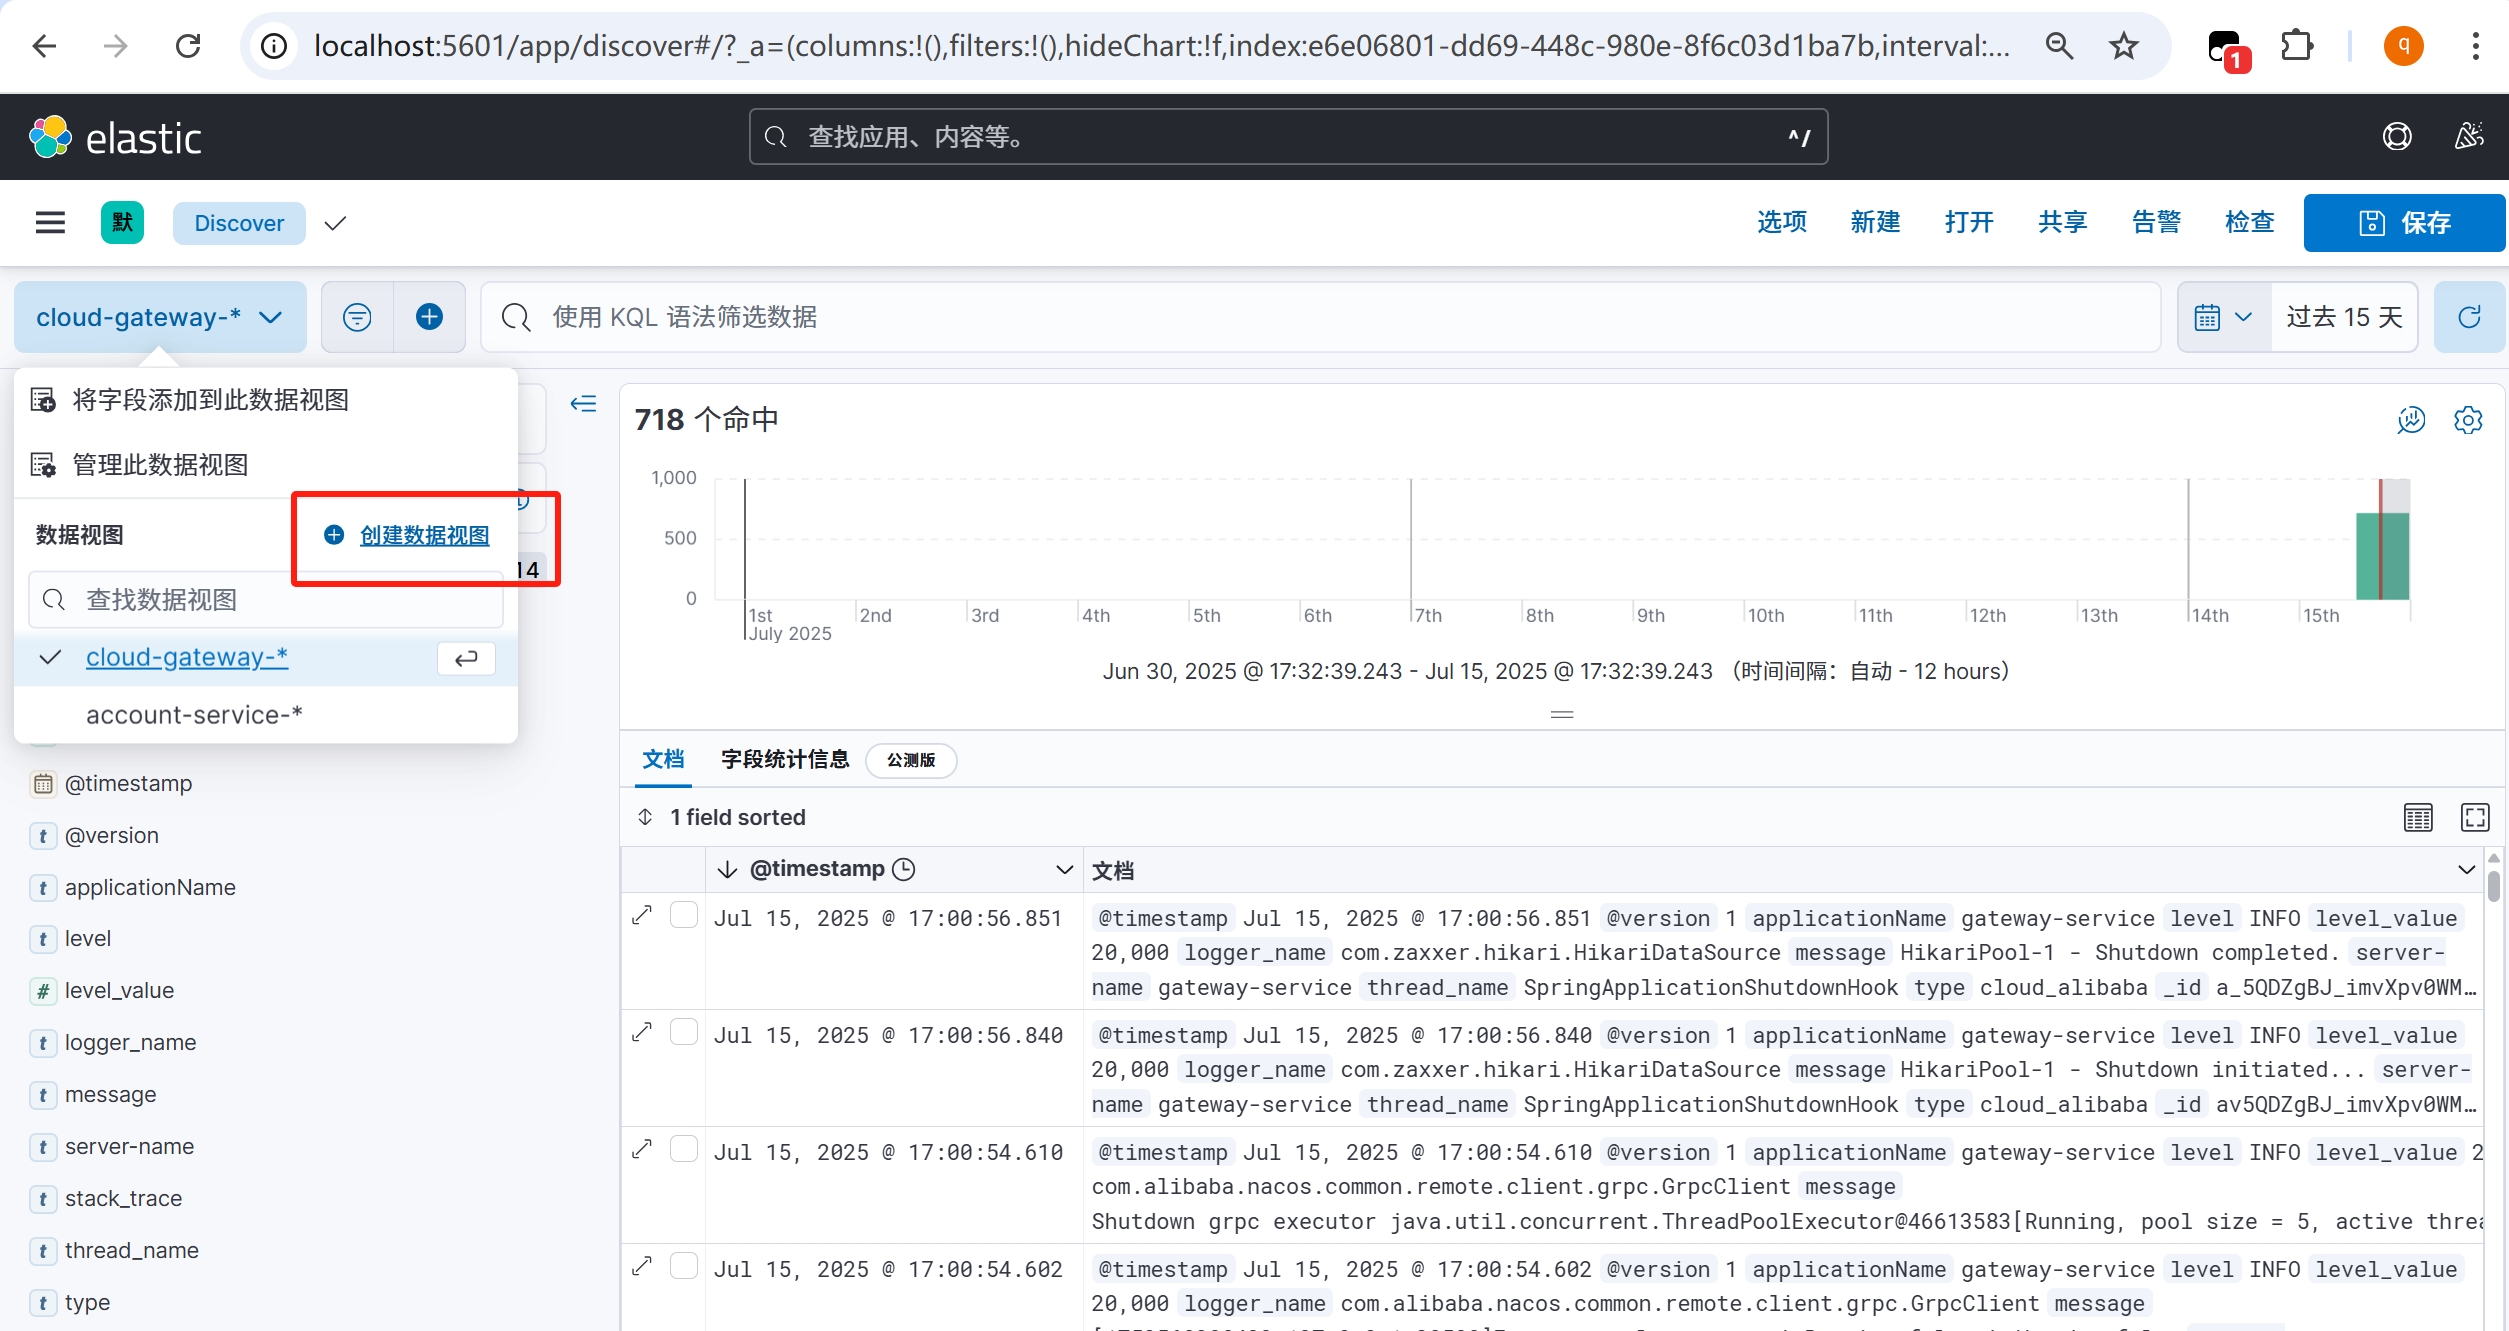 localhost:5601/app/discover#/?_a=(columns:!(),filters:!(),hideChart:!f,index:e6e06801-dd69-448c-980e-8f6c03d1ba7b,interval:...
1
q
elastic
查找应用、内容等。
^/
默
Discover
选项
新建
打开
共享
告警
检查
保存
cloud-gateway-*
使用 KQL 语法筛选数据
过去 15 天
将字段添加到此数据视图
管理此数据视图
数据视图
创建数据视图
14
查找数据视图
cloud-gateway-*
account-service-*
@timestamp
@version
applicationName
level
level_value
logger_name
message
server-name
stack_trace
thread_name
type
718 个命中
1,000
500
0
1st
2nd
3rd
4th
5th
6th
7th
8th
9th
10th
11th
12th
13th
14th
15th
July 2025
Jun 30, 2025 @ 17:32:39.243 - Jul 15, 2025 @ 17:32:39.243 （时间间隔：自动 - 12 hours）
文档
字段统计信息
公测版
1 field sorted
@timestamp
文档
Jul 15, 2025 @ 17:00:56.851
@timestamp Jul 15, 2025 @ 17:00:56.851 @version 1 applicationName gateway-service level INFO level_value
20,000 logger_name com.zaxxer.hikari.HikariDataSource message HikariPool-1 - Shutdown completed. server-
name gateway-service thread_name SpringApplicationShutdownHook type cloud_alibaba _id a_5QDZgBJ_imvXpv0WM…
Jul 15, 2025 @ 17:00:56.840
@timestamp Jul 15, 2025 @ 17:00:56.840 @version 1 applicationName gateway-service level INFO level_value
20,000 logger_name com.zaxxer.hikari.HikariDataSource message HikariPool-1 - Shutdown initiated... server-
name gateway-service thread_name SpringApplicationShutdownHook type cloud_alibaba _id av5QDZgBJ_imvXpv0WM…
Jul 15, 2025 @ 17:00:54.610
@timestamp Jul 15, 2025 @ 17:00:54.610 @version 1 applicationName gateway-service level INFO level_value 2
com.alibaba.nacos.common.remote.client.grpc.GrpcClient message
Shutdown grpc executor java.util.concurrent.ThreadPoolExecutor@46613583[Running, pool size = 5, active threa
Jul 15, 2025 @ 17:00:54.602
@timestamp Jul 15, 2025 @ 17:00:54.602 @version 1 applicationName gateway-service level INFO level_value
20,000 logger_name com.alibaba.nacos.common.remote.client.grpc.GrpcClient message